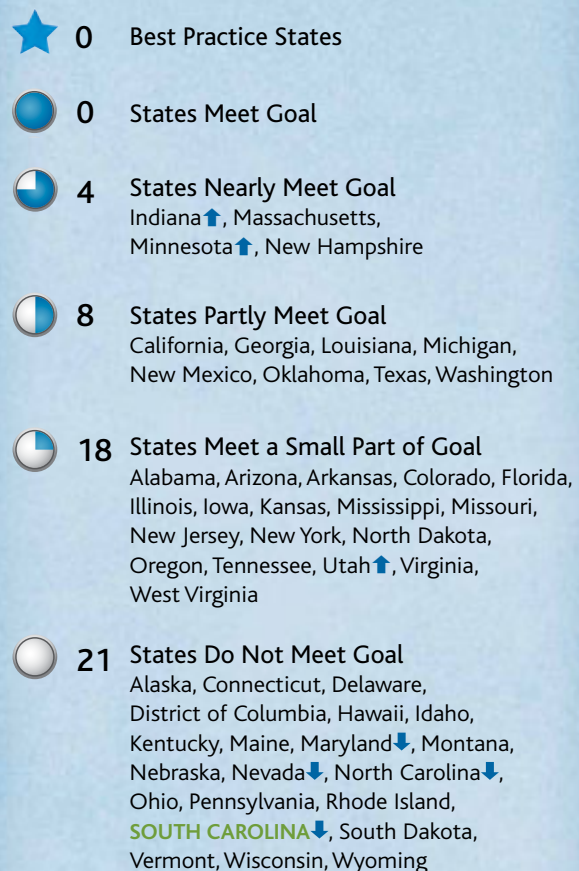 0 Best Practice States
0 States Meet Goal
4 States Nearly Meet Goal
Indiana⬆, Massachusetts,
Minnesota⬆, New Hampshire
8 States Partly Meet Goal
California, Georgia, Louisiana, Michigan,
New Mexico, Oklahoma, Texas, Washington
18 States Meet a Small Part of Goal
Alabama, Arizona, Arkansas, Colorado, Florida,
Illinois, Iowa, Kansas, Mississippi, Missouri,
New Jersey, New York, North Dakota,
Oregon, Tennessee, Utah⬆, Virginia,
West Virginia
21 States Do Not Meet Goal
Alaska, Connecticut, Delaware,
District of Columbia, Hawaii, Idaho,
Kentucky, Maine, Maryland⬇, Montana,
Nebraska, Nevada⬇, North Carolina⬇,
Ohio, Pennsylvania, Rhode Island,
SOUTH CAROLINA⬇, South Dakota,
Vermont, Wisconsin, Wyoming